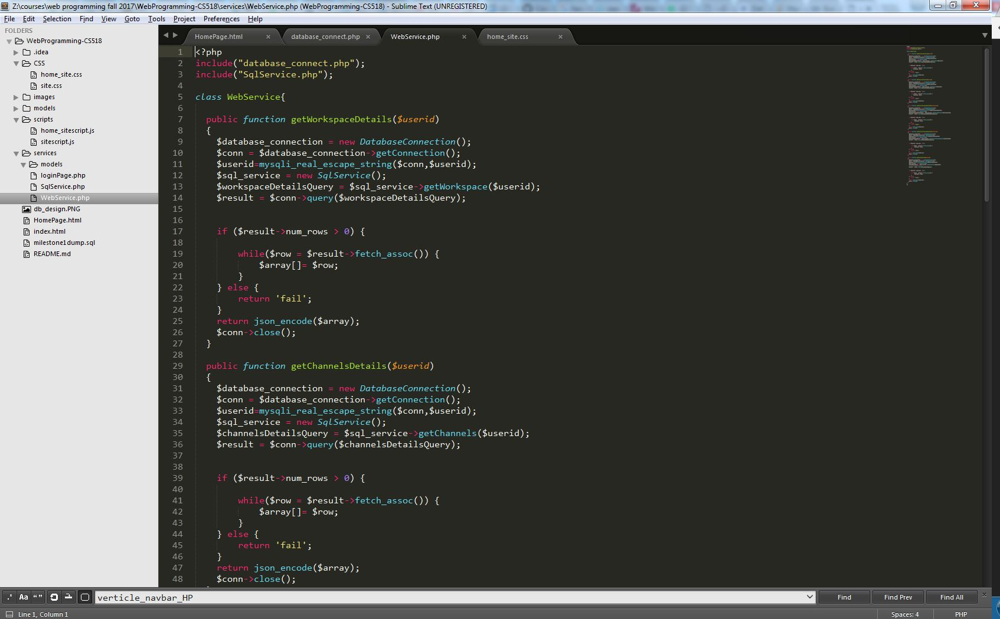 Z:\courses\web programming fall 2017\WebProgramming-CS518\services\WebService.php (WebProgramming-CS518) - Sublime Text (UNREGISTERED)
File Edit Selection Find View Goto Tools Project Preferences Help
FOLDERS
WebProgramming-CS518
.idea
CSS
home_site.css
site.css
images
models
scripts
home_sitescript.js
sitescript.js
services
models
loginPage.php
SqlService.php
WebService.php
db_design.PNG
HomePage.html
index.html
milestone1dump.sql
README.md
HomePage.html × database_connect.php × WebService.php × home_site.css ×
1 <?php
2 include("database_connect.php");
3 include("SqlService.php");
4
5 class WebService{
6
7 public function getWorkspaceDetails($userid)
8 {
9 $database_connection = new DatabaseConnection();
10 $conn = $database_connection->getConnection();
11 $userid=mysqli_real_escape_string($conn,$userid);
12 $sql_service = new SqlService();
13 $workspaceDetailsQuery = $sql_service->getWorkspace($userid);
14 $result = $conn->query($workspaceDetailsQuery);
15
16
17 if ($result->num_rows > 0) {
18
19 while($row = $result->fetch_assoc()) {
20 $array[]= $row;
21 }
22 } else {
23 return 'fail';
24 }
25 return json_encode($array);
26 $conn->close();
27 }
28
29 public function getChannelsDetails($userid)
30 {
31 $database_connection = new DatabaseConnection();
32 $conn = $database_connection->getConnection();
33 $userid=mysqli_real_escape_string($conn,$userid);
34 $sql_service = new SqlService();
35 $channelsDetailsQuery = $sql_service->getChannels($userid);
36 $result = $conn->query($channelsDetailsQuery);
37
38
39 if ($result->num_rows > 0) {
40
41 while($row = $result->fetch_assoc()) {
42 $array[]= $row;
43 }
44 } else {
45 return 'fail';
46 }
47 return json_encode($array);
48 $conn->close();
.* Aa “” verticle_navbar_HP Find Find Prev Find All ×
Line 1, Column 1 Spaces: 4 PHP